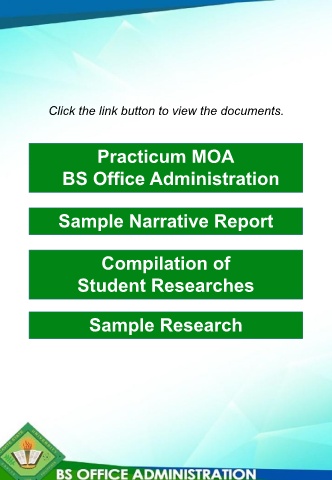 Click the link button to view the documents.
Practicum MOA
BS Office Administration
Sample Narrative Report
Compilation of
Student Researches
Sample Research
BS OFFICE ADMINISTRATION